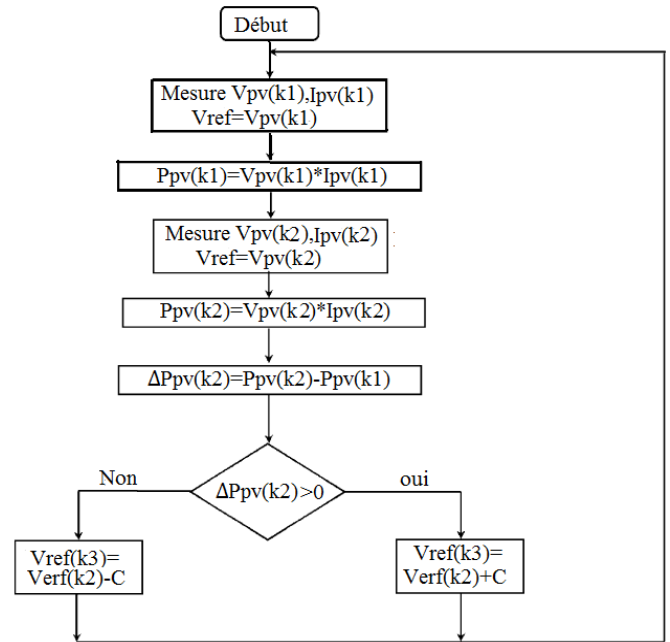 Début
Mesure Vpv(k1),Ipv(k1)
Vref=Vpv(k1)
Ppv(k1)=Vpv(k1)*Ipv(k1)
Mesure Vpv(k2),Ipv(k2)
Vref=Vpv(k2)
Ppv(k2)=Vpv(k2)*Ipv(k2)
ΔPpv(k2)=Ppv(k2)-Ppv(k1)
Non
ΔPpv(k2)>0
oui
Vref(k3)=
Verf(k2)-C
Vref(k3)=
Verf(k2)+C